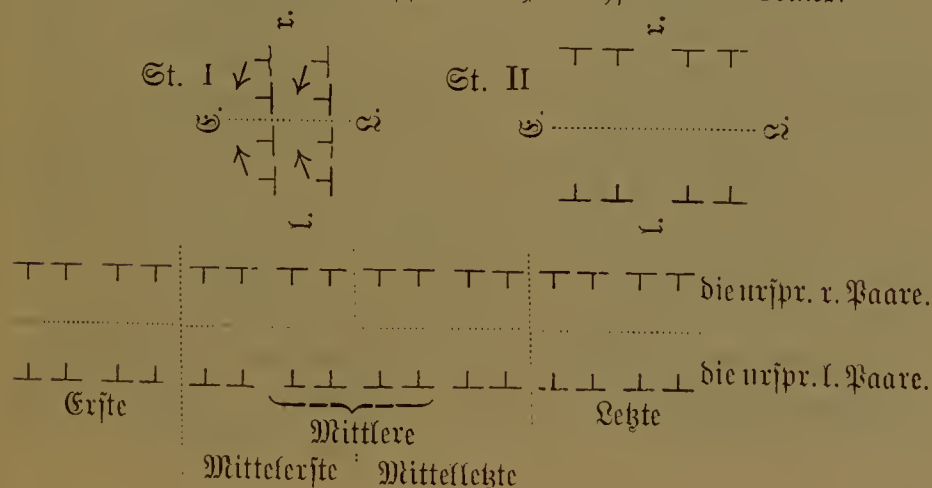 r. r.
St. I St. II
E. L. E. L.
l. l.
die urspr. r. Paare.
die urspr. l. Paare.
Erste Letzte
Mittlere
Mittelerste Mittelletzte